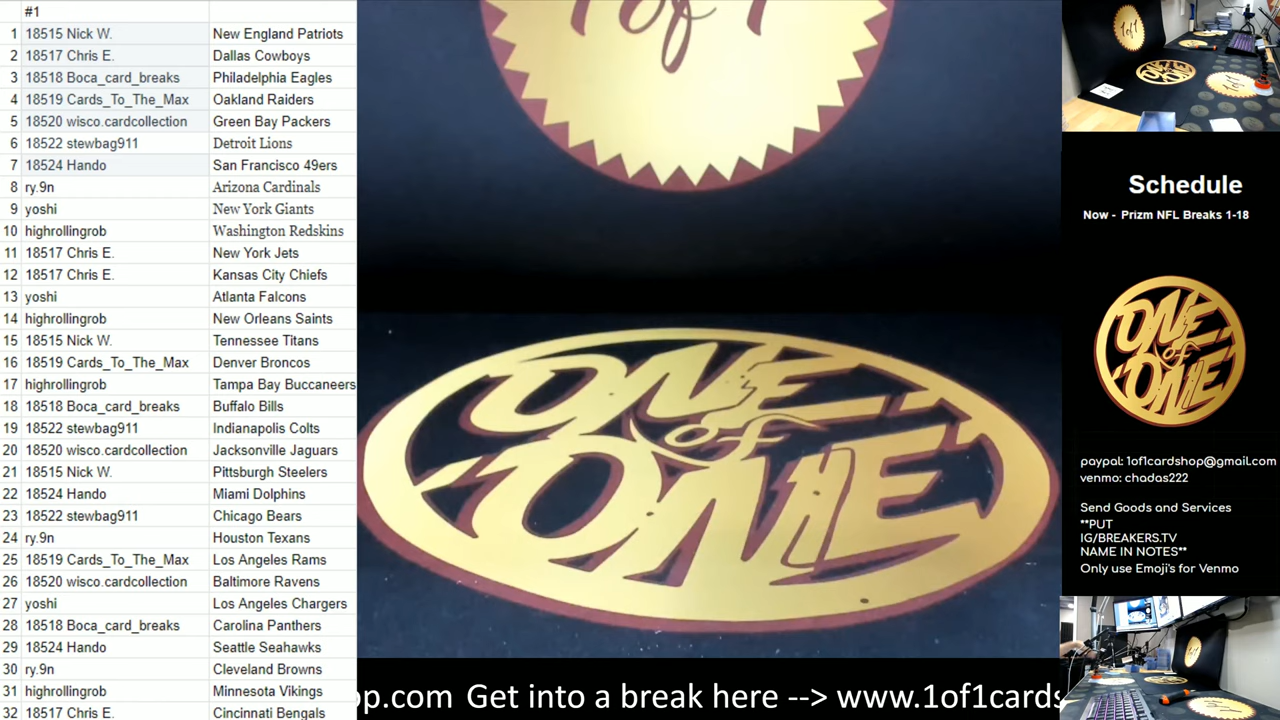 #1
1 18515 Nick W. New England Patriots
2 18517 Chris E. Dallas Cowboys
3 18518 Boca_card_breaks Philadelphia Eagles
4 18519 Cards_To_The_Max Oakland Raiders
5 18520 wisco.cardcollection Green Bay Packers
6 18522 stewbag911 Detroit Lions
7 18524 Hando San Francisco 49ers
8 ry.9n Arizona Cardinals
9 yoshi New York Giants
10 highrollingrob Washington Redskins
11 18517 Chris E. New York Jets
12 18517 Chris E. Kansas City Chiefs
13 yoshi Atlanta Falcons
14 highrollingrob New Orleans Saints
15 18515 Nick W. Tennessee Titans
16 18519 Cards_To_The_Max Denver Broncos
17 highrollingrob Tampa Bay Buccaneers
18 18518 Boca_card_breaks Buffalo Bills
19 18522 stewbag911 Indianapolis Colts
20 18520 wisco.cardcollection Jacksonville Jaguars
21 18515 Nick W. Pittsburgh Steelers
22 18524 Hando Miami Dolphins
23 18522 stewbag911 Chicago Bears
24 ry.9n Houston Texans
25 18519 Cards_To_The_Max Los Angeles Rams
26 18520 wisco.cardcollection Baltimore Ravens
27 yoshi Los Angeles Chargers
28 18518 Boca_card_breaks Carolina Panthers
29 18524 Hando Seattle Seahawks
30 ry.9n Cleveland Browns
31 highrollingrob Minnesota Vikings
32 18517 Chris E. Cincinnati Bengals
1 of 1
ONE
of
ONE
op.com Get into a break here --> www.1of1cards
1 of 1
Schedule
Now - Prizm NFL Breaks 1-18
ONE
of
ONE
paypal: 1of1cardshop@gmail.com
venmo: chadas222
Send Goods and Services
**PUT
IG/BREAKERS.TV
NAME IN NOTES**
Only use Emoji's for Venmo